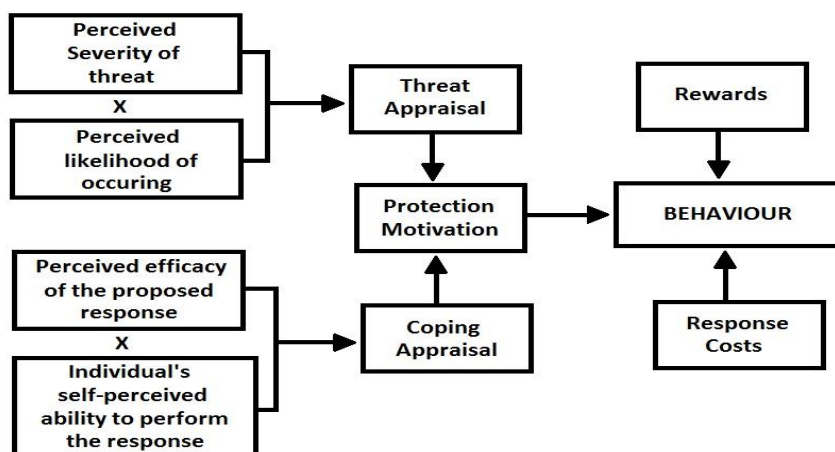 Perceived
Severity of
threat
X
Perceived
likelihood of
occuring
Threat
Appraisal
Rewards
Protection
Motivation
BEHAVIOUR
Perceived efficacy
of the proposed
response
X
Individual's
self-perceived
ability to perform
the response
Coping
Appraisal
Response
Costs